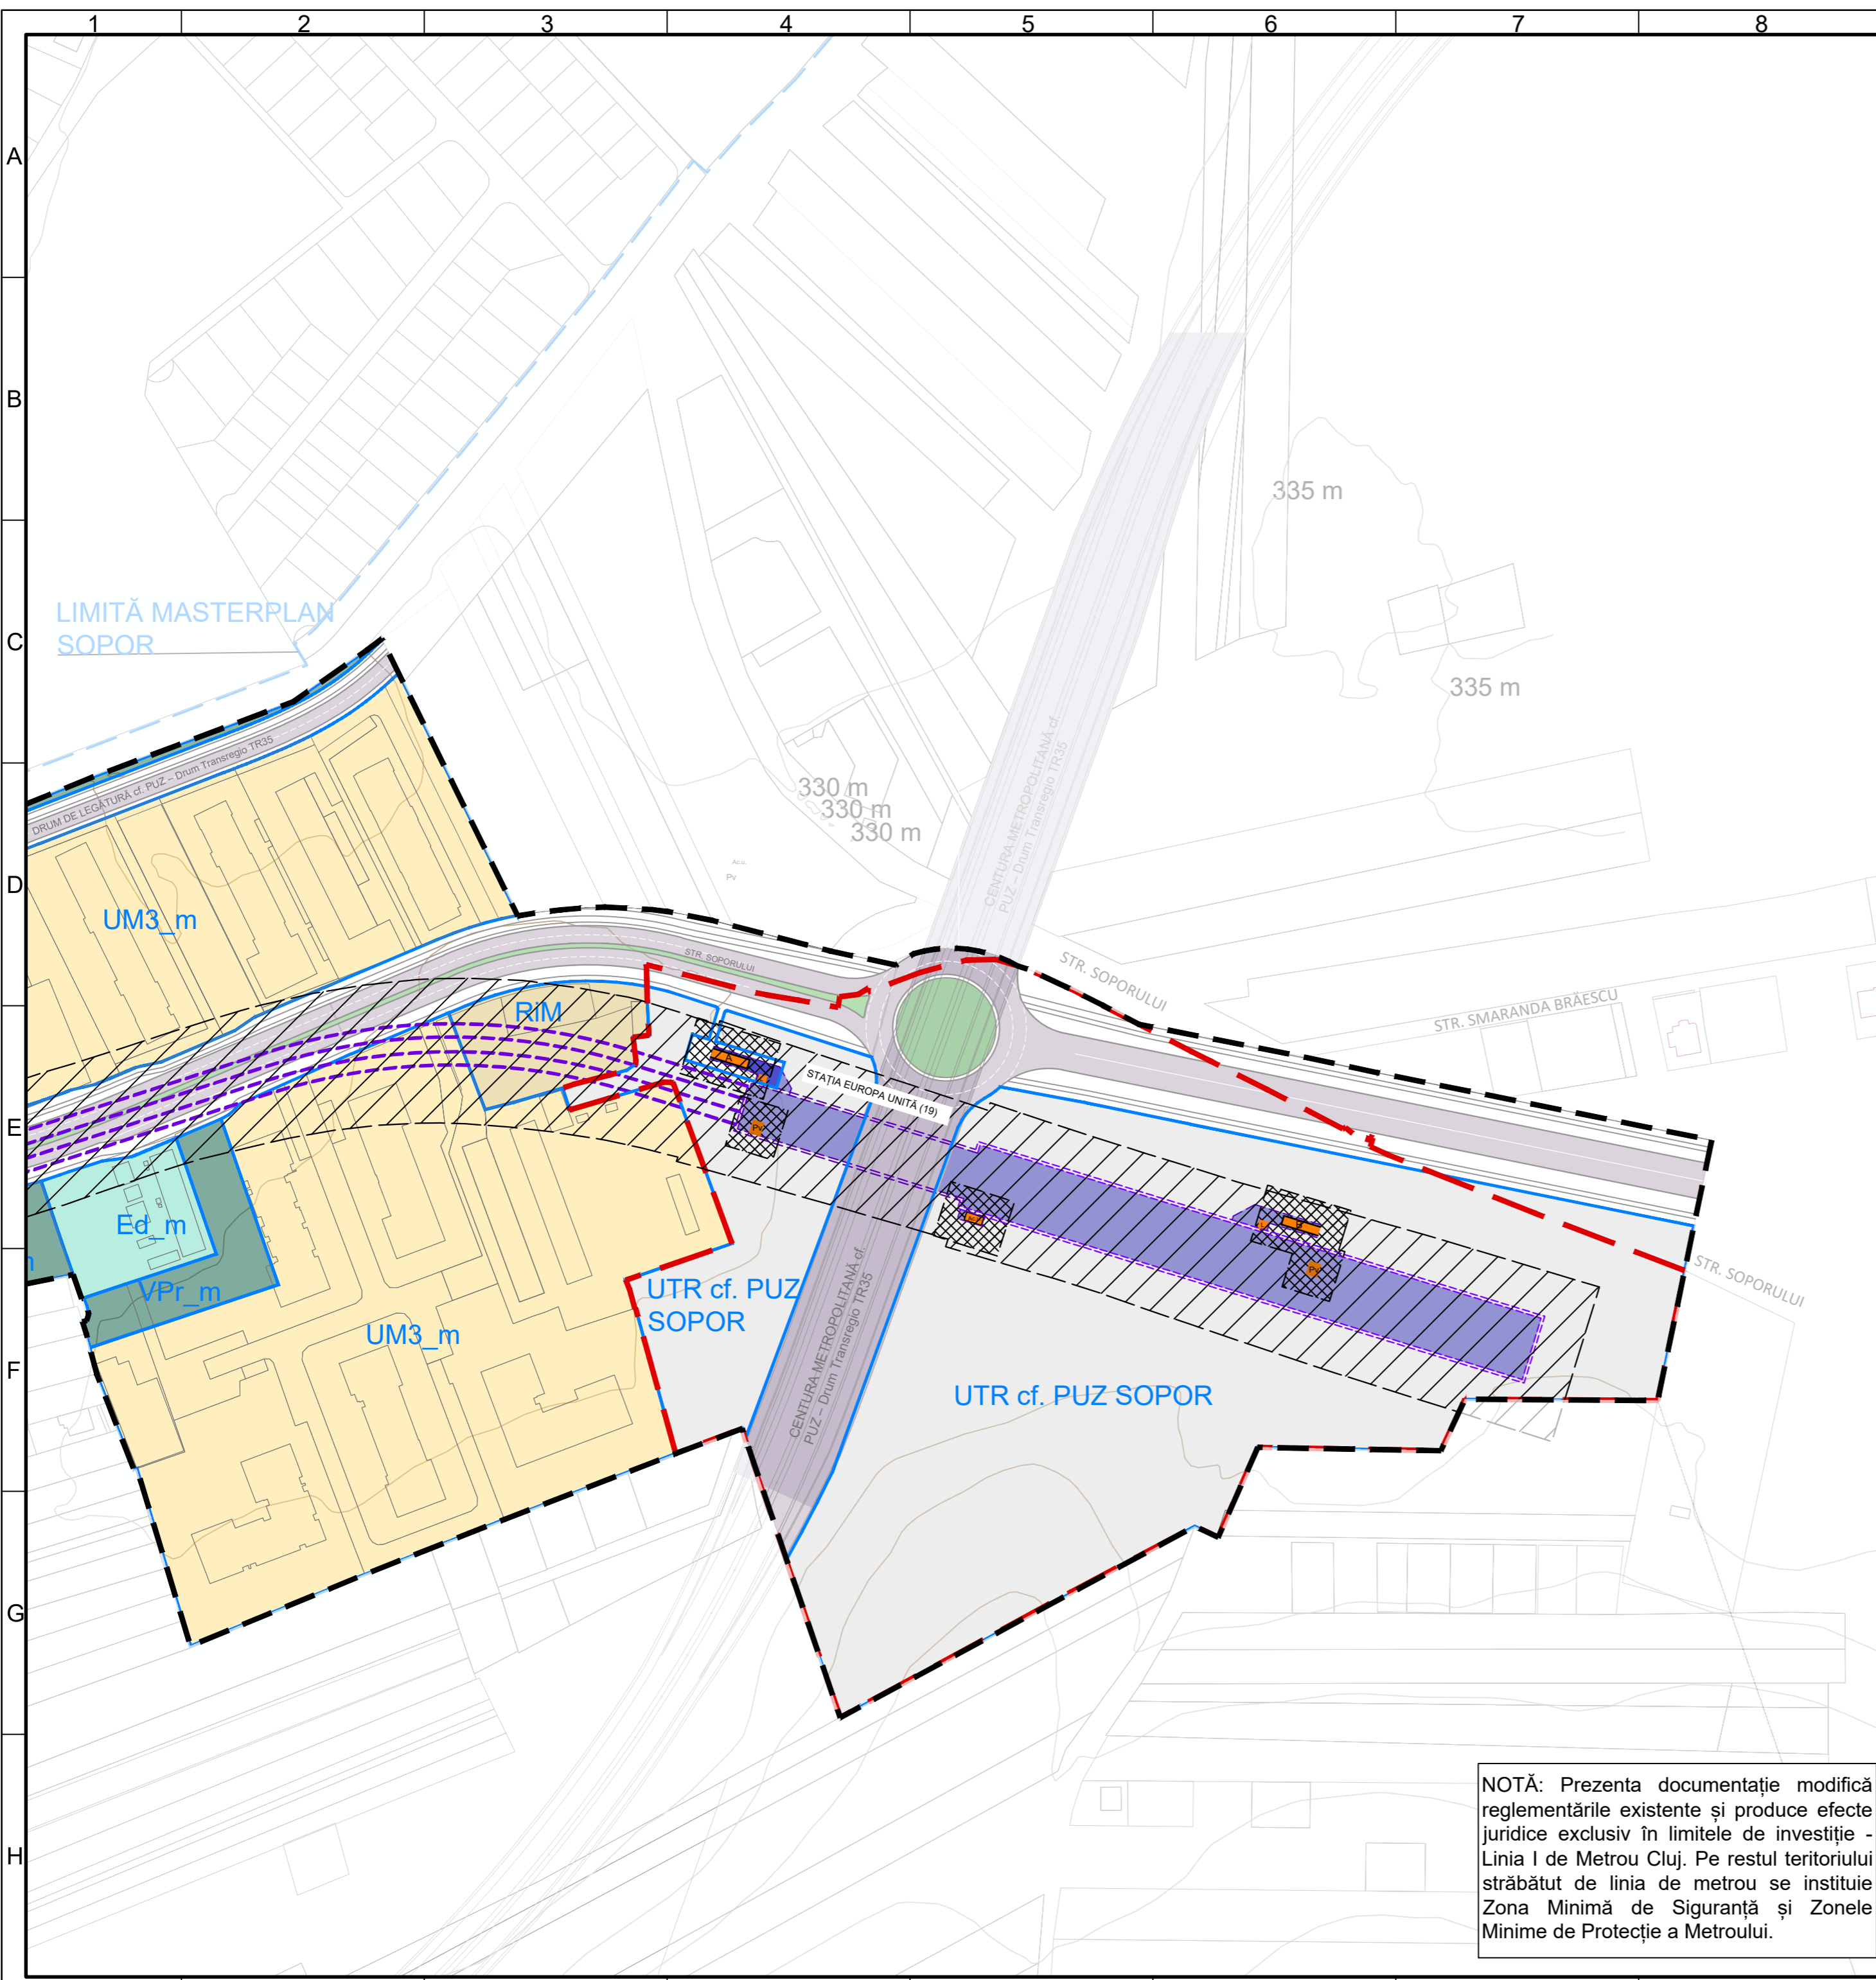 1 2 3 4 5 6 7 8
A
B
335 m
C
LIMITĂ MASTERPLAN
SOPOR
335 m
DRUM DE LEGĂTURĂ cf. PUZ – Drum Transregio TR35
CENTURA METROPOLITANĂ cf.
PUZ – Drum Transregio TR35
330 m
330 m
330 m
D
Pv
UM3_m
STR. SOPORULUI
STR. SOPORULUI
STR. SMARANDA BRĂESCU
RiM
A
STAȚIA EUROPA UNITĂ (19)
E
Pv
Ed_m
B
Pv
STR. SOPORULUI
VPr_m
UTR cf. PUZ
SOPOR
UM3_m
CENTURA METROPOLITANĂ cf.
PUZ – Drum Transregio TR35
F
UTR cf. PUZ SOPOR
G
H
NOTĂ: Prezenta documentație modifică
reglementările existente și produce efecte
juridice exclusiv în limitele de investiție -
Linia I de Metrou Cluj. Pe restul teritoriului
străbătut de linia de metrou se instituie
Zona Minimă de Siguranță și Zonele
Minime de Protecție a Metroului.